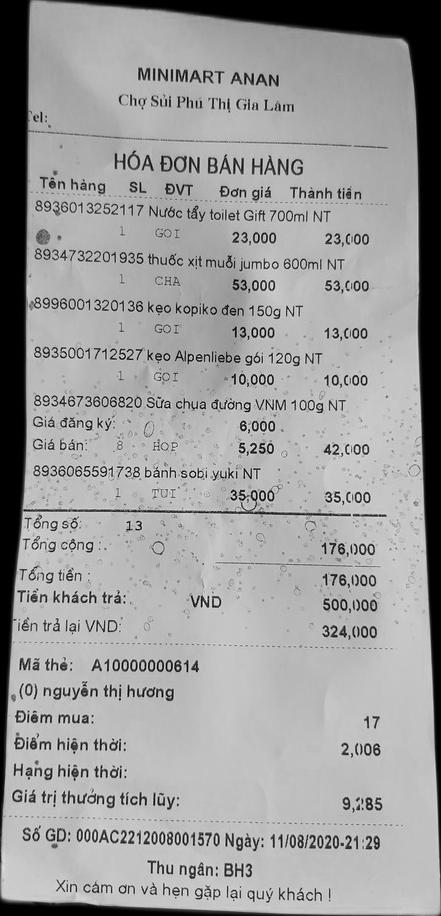 MINIMART ANAN
Chợ Sủi Phú Thị Gia Lâm
Tel:
HÓA ĐƠN BÁN HÀNG
Tên hàng SL ĐVT Đơn giá Thành tiền
8936013252117 Nước tẩy toilet Gift 700ml NT
1 GOI 23,000 23,000
8934732201935 thuốc xịt muỗi jumbo 600ml NT
1 CHA 53,000 53,000
8996001320136 kẹo kopiko đen 150g NT
1 GOI 13,000 13,000
8935001712527 kẹo Alpenliebe gói 120g NT
1 GOI 10,000 10,000
8934673606820 Sữa chua đường VNM 100g NT
Giá đăng ký: 6,000
Giá bán: 8 HOP 5,250 42,000
8936065591738 bánh sobi yuki NT
1 TUI 35,000 35,000
Tổng số: 13
Tổng cộng : 176,000
Tổng tiền : 176,000
Tiền khách trả: VND 500,000
Tiền trả lại VND: 324,000
Mã thẻ: A10000000614
(0) nguyễn thị hương
Điểm mua: 17
Điểm hiện thời: 2,006
Hạng hiện thời:
Giá trị thưởng tích lũy: 9,285
Số GD: 000AC2212008001570 Ngày: 11/08/2020-21:29
Thu ngân: BH3
Xin cảm ơn và hẹn gặp lại quý khách !